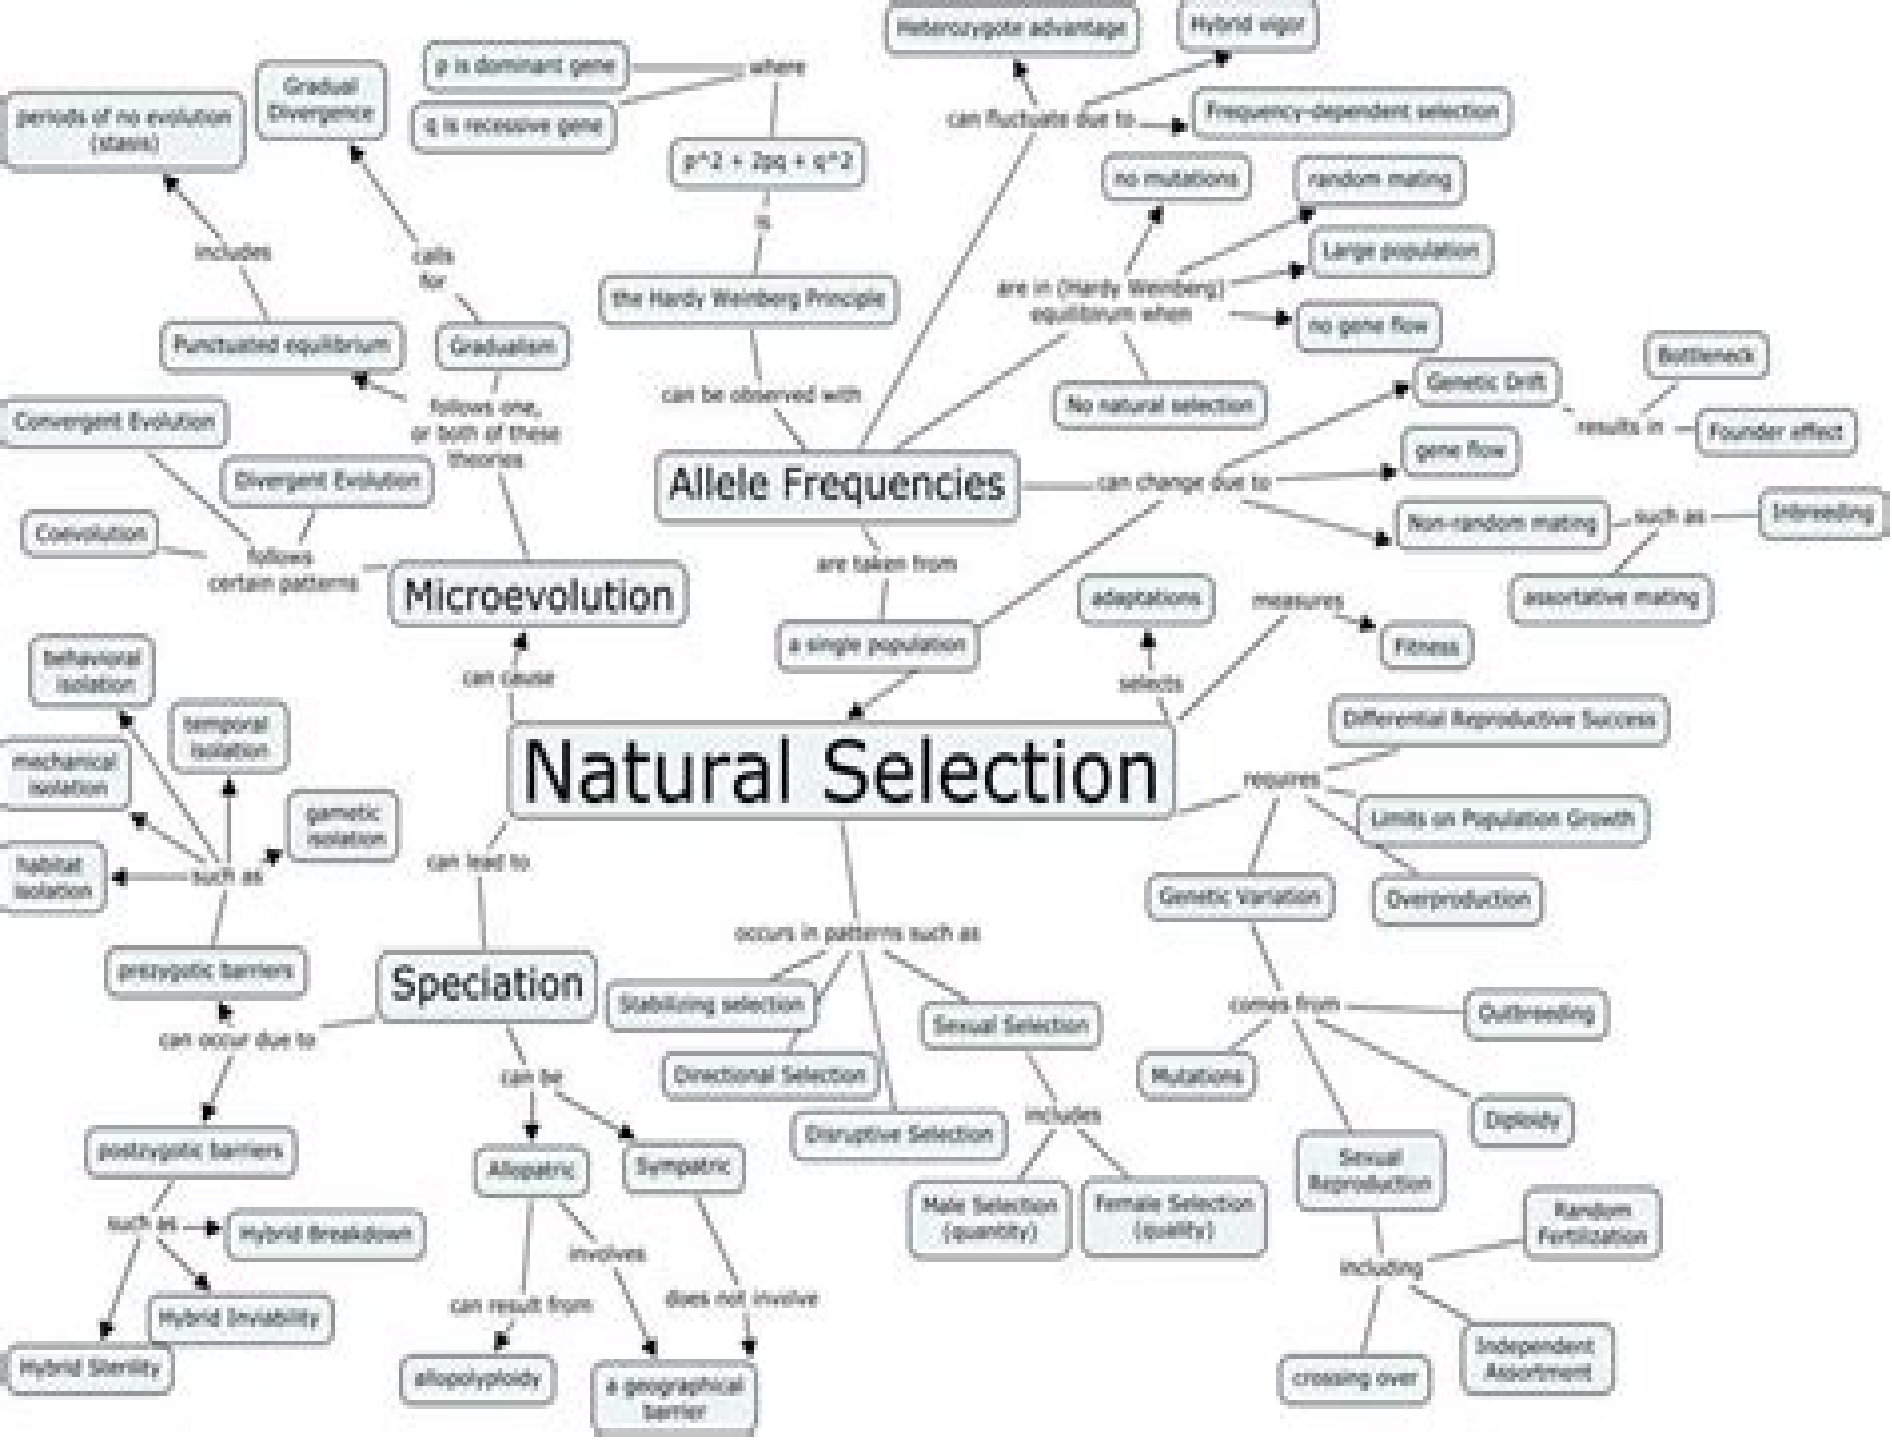 Heterozygote advantage
Hybrid vigor
p is dominant gene
where
Gradual
Divergence
periods of no evolution
(stasis)
q is recessive gene
can fluctuate due to
Frequency-dependent selection
p^2 + 2pq + q^2
no mutations
random mating
is
includes
calls
for
Large population
the Hardy Weinberg Principle
are in (Hardy Weinberg)
equilibirum when
no gene flow
Punctuated equilibrium
Gradualism
Bottleneck
Genetic Drift
can be observed with
No natural selection
follows one,
or both of these
theories
Convergent Evolution
results in
Founder effect
gene flow
Divergent Evolution
Allele Frequencies
can change due to
Coevolution
Non-random mating
such as
Inbreeding
follows
certain patterns
are taken from
Microevolution
adaptations
measures
assortative mating
a single population
Fitness
behavioral
isolation
can cause
selects
temporal
isolation
Differential Reproductive Success
mechanical
isolation
Natural Selection
requires
gametic
isolation
Limits on Population Growth
habitat
isolation
such as
can lead to
Genetic Variation
Overproduction
occurs in patterns such as
prezygotic barriers
Speciation
Stabilizing selection
Sexual Selection
comes from
Outbreeding
can occur due to
can be
Directional Selection
Mutations
includes
Disruptive Selection
Diploidy
postzygotic barriers
Allopatric
Sympatric
Sexual
Reproduction
Male Selection
(quantity)
Female Selection
(quality)
such as
Hybrid Breakdown
Random
Fertilization
involves
including
can result from
does not involve
Hybrid Inviability
Hybrid Sterility
allopolyploidy
a geographical
barrier
crossing over
Independent
Assortment